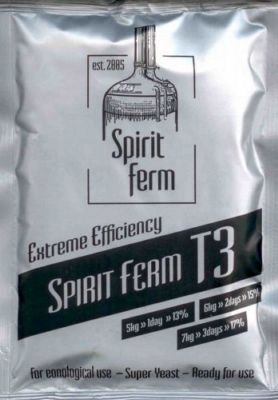 est. 2005
Spirit
ferm
Extreme Efficiency
SPIRIT FERM T3
5kg » 1day » 13%
6kg » 2days » 15%
7kg » 3days » 17%
For eonological use – Super Yeast – Ready for use